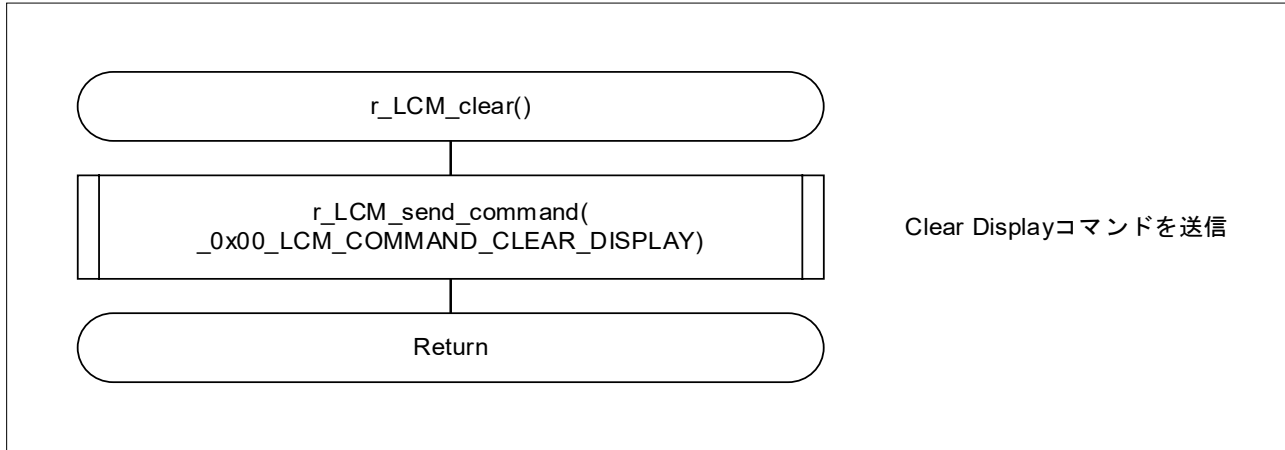 r_LCM_clear()
r_LCM_send_command(
_0x00_LCM_COMMAND_CLEAR_DISPLAY)
Clear Displayコマンドを送信
Return